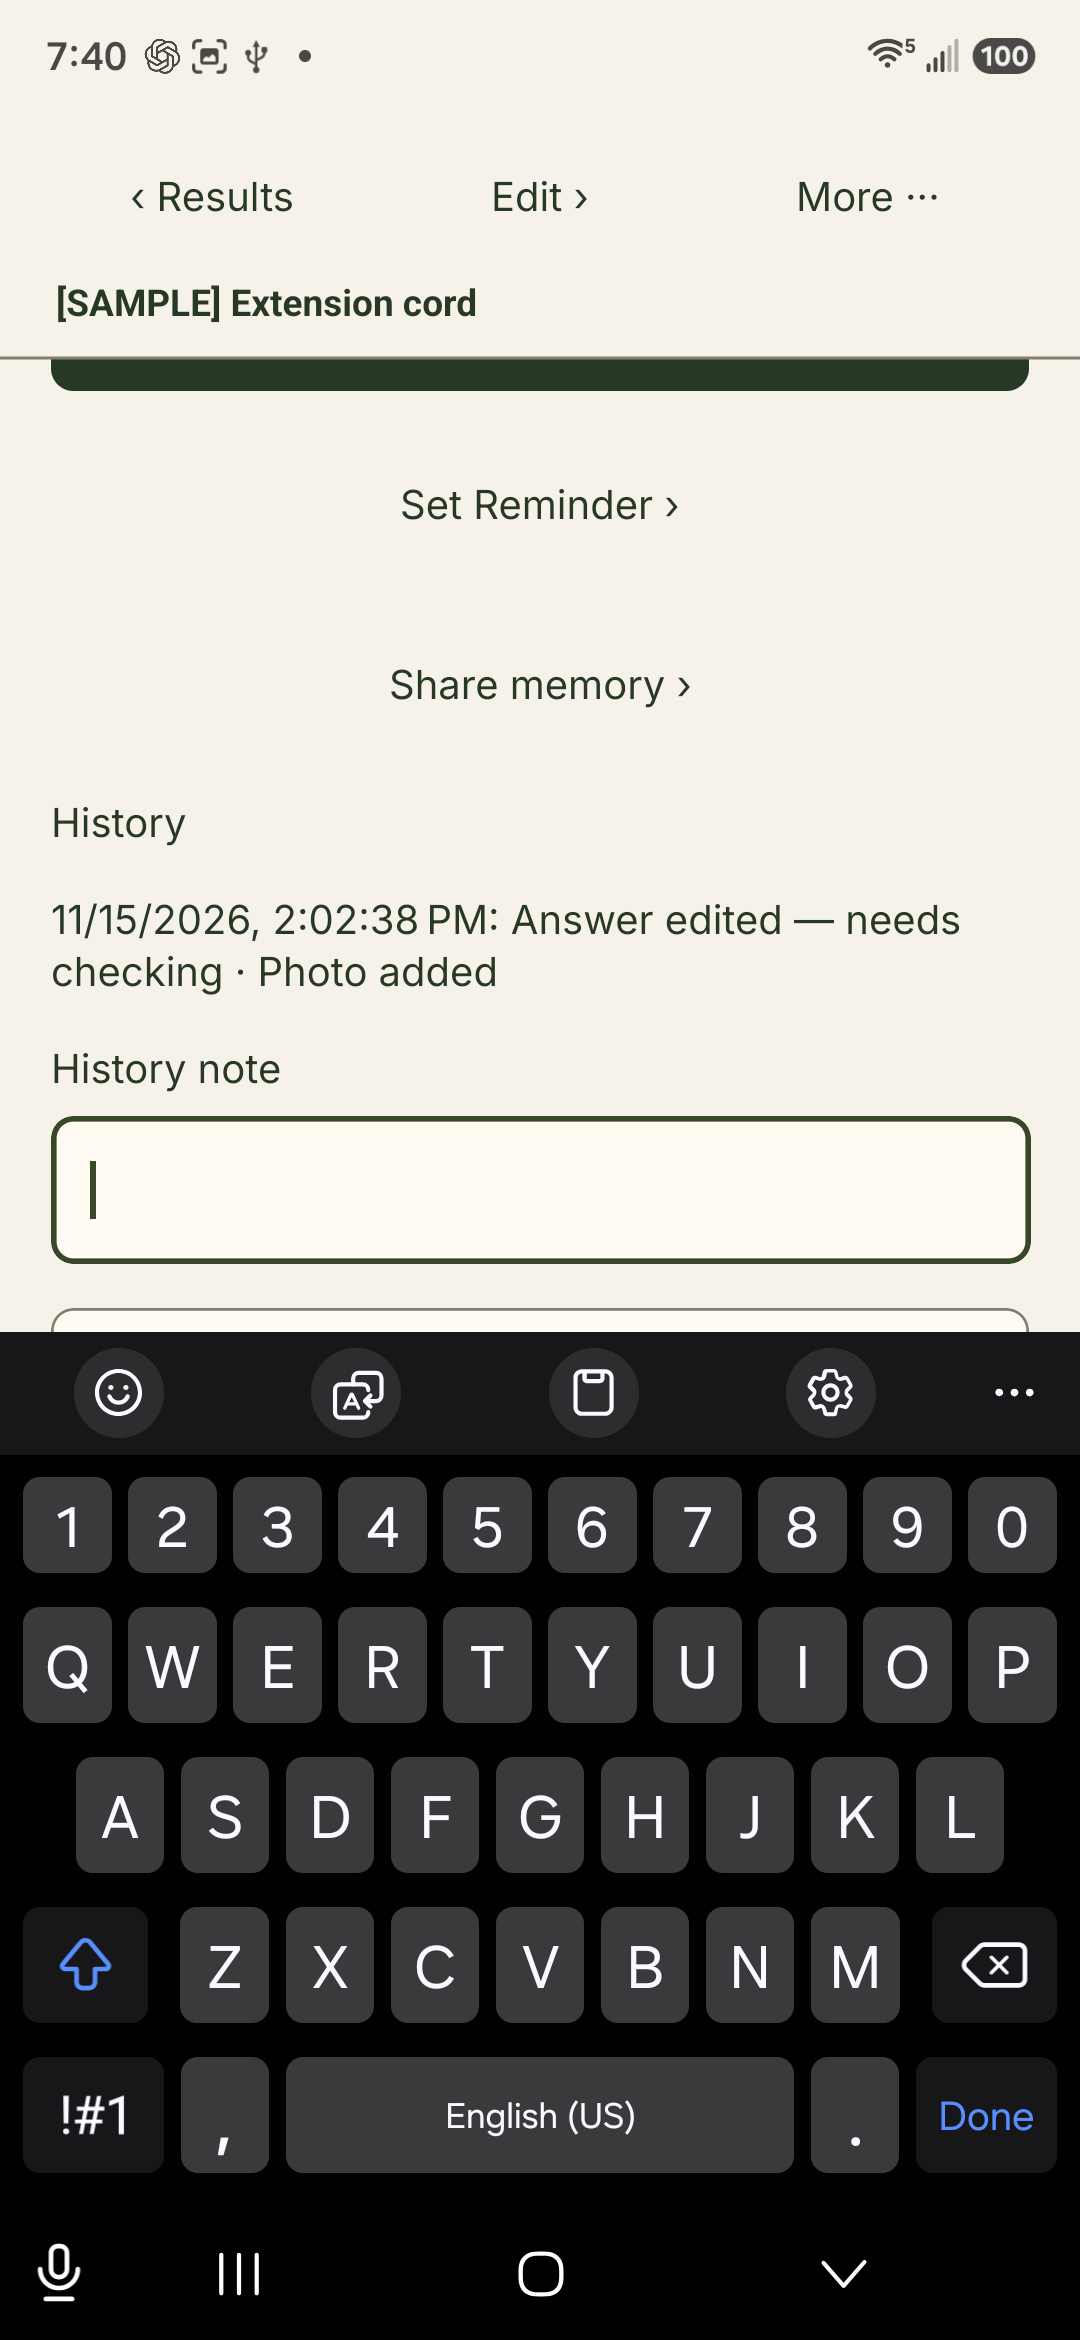 7:40
5
100
‹ Results
Edit ›
More ···
[SAMPLE] Extension cord
Set Reminder ›
Share memory ›
History
11/15/2026, 2:02:38 PM: Answer edited — needs
checking · Photo added
History note
A
1 2 3 4 5 6 7 8 9 0
Q W E R T Y U I O P
A S D F G H J K L
Z X C V B N M
!#1 , English (US) . Done